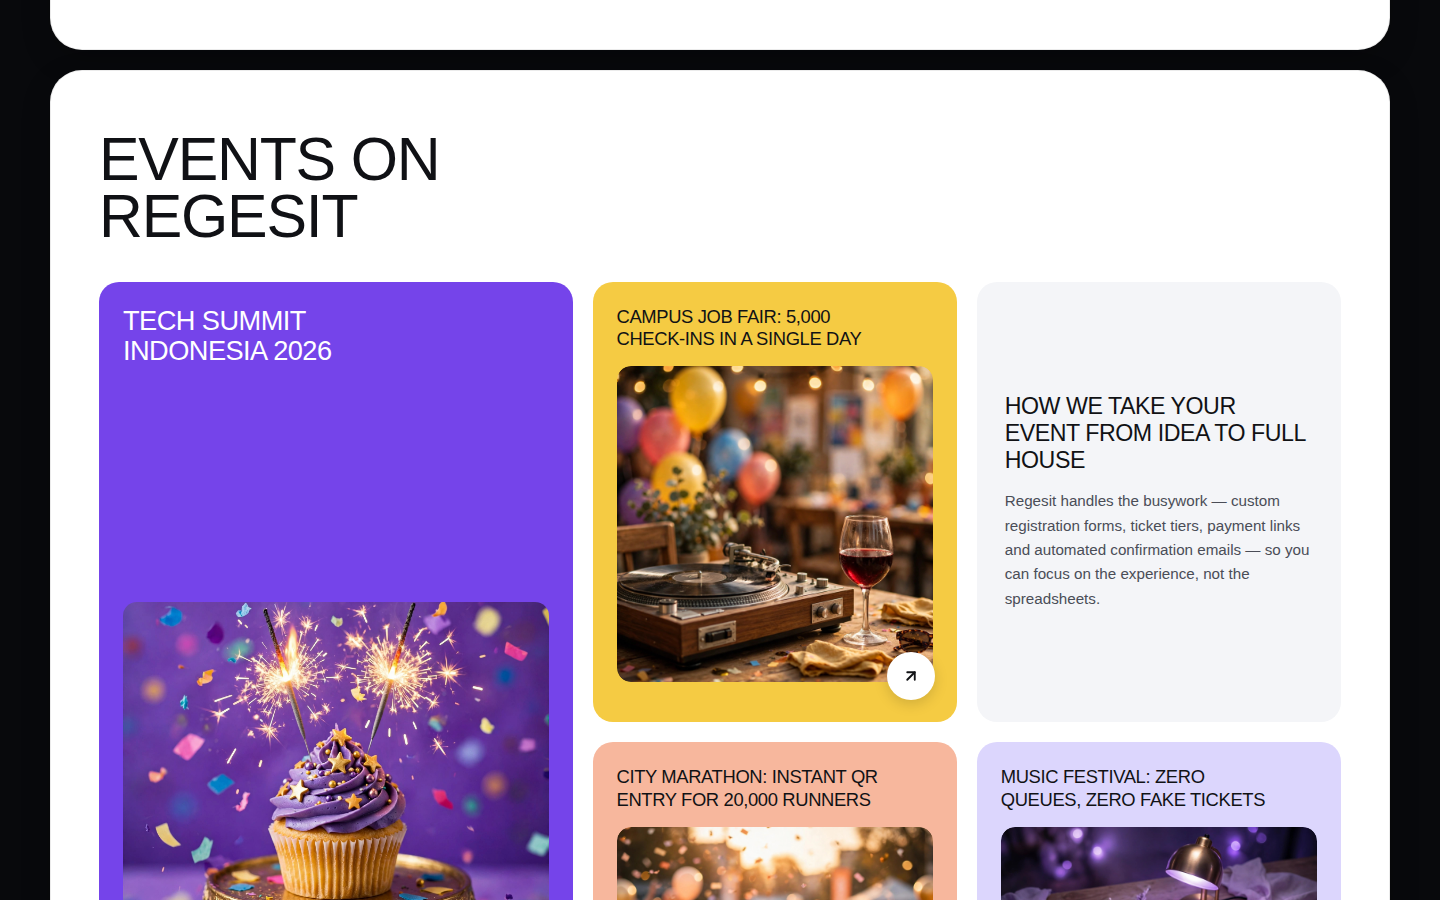 EVENTS ON
REGESIT
TECH SUMMIT
INDONESIA 2026
CAMPUS JOB FAIR: 5,000
CHECK-INS IN A SINGLE DAY
HOW WE TAKE YOUR
EVENT FROM IDEA TO FULL
HOUSE
Regesit handles the busywork — custom
registration forms, ticket tiers, payment links
and automated confirmation emails — so you
can focus on the experience, not the
spreadsheets.
CITY MARATHON: INSTANT QR
ENTRY FOR 20,000 RUNNERS
MUSIC FESTIVAL: ZERO
QUEUES, ZERO FAKE TICKETS